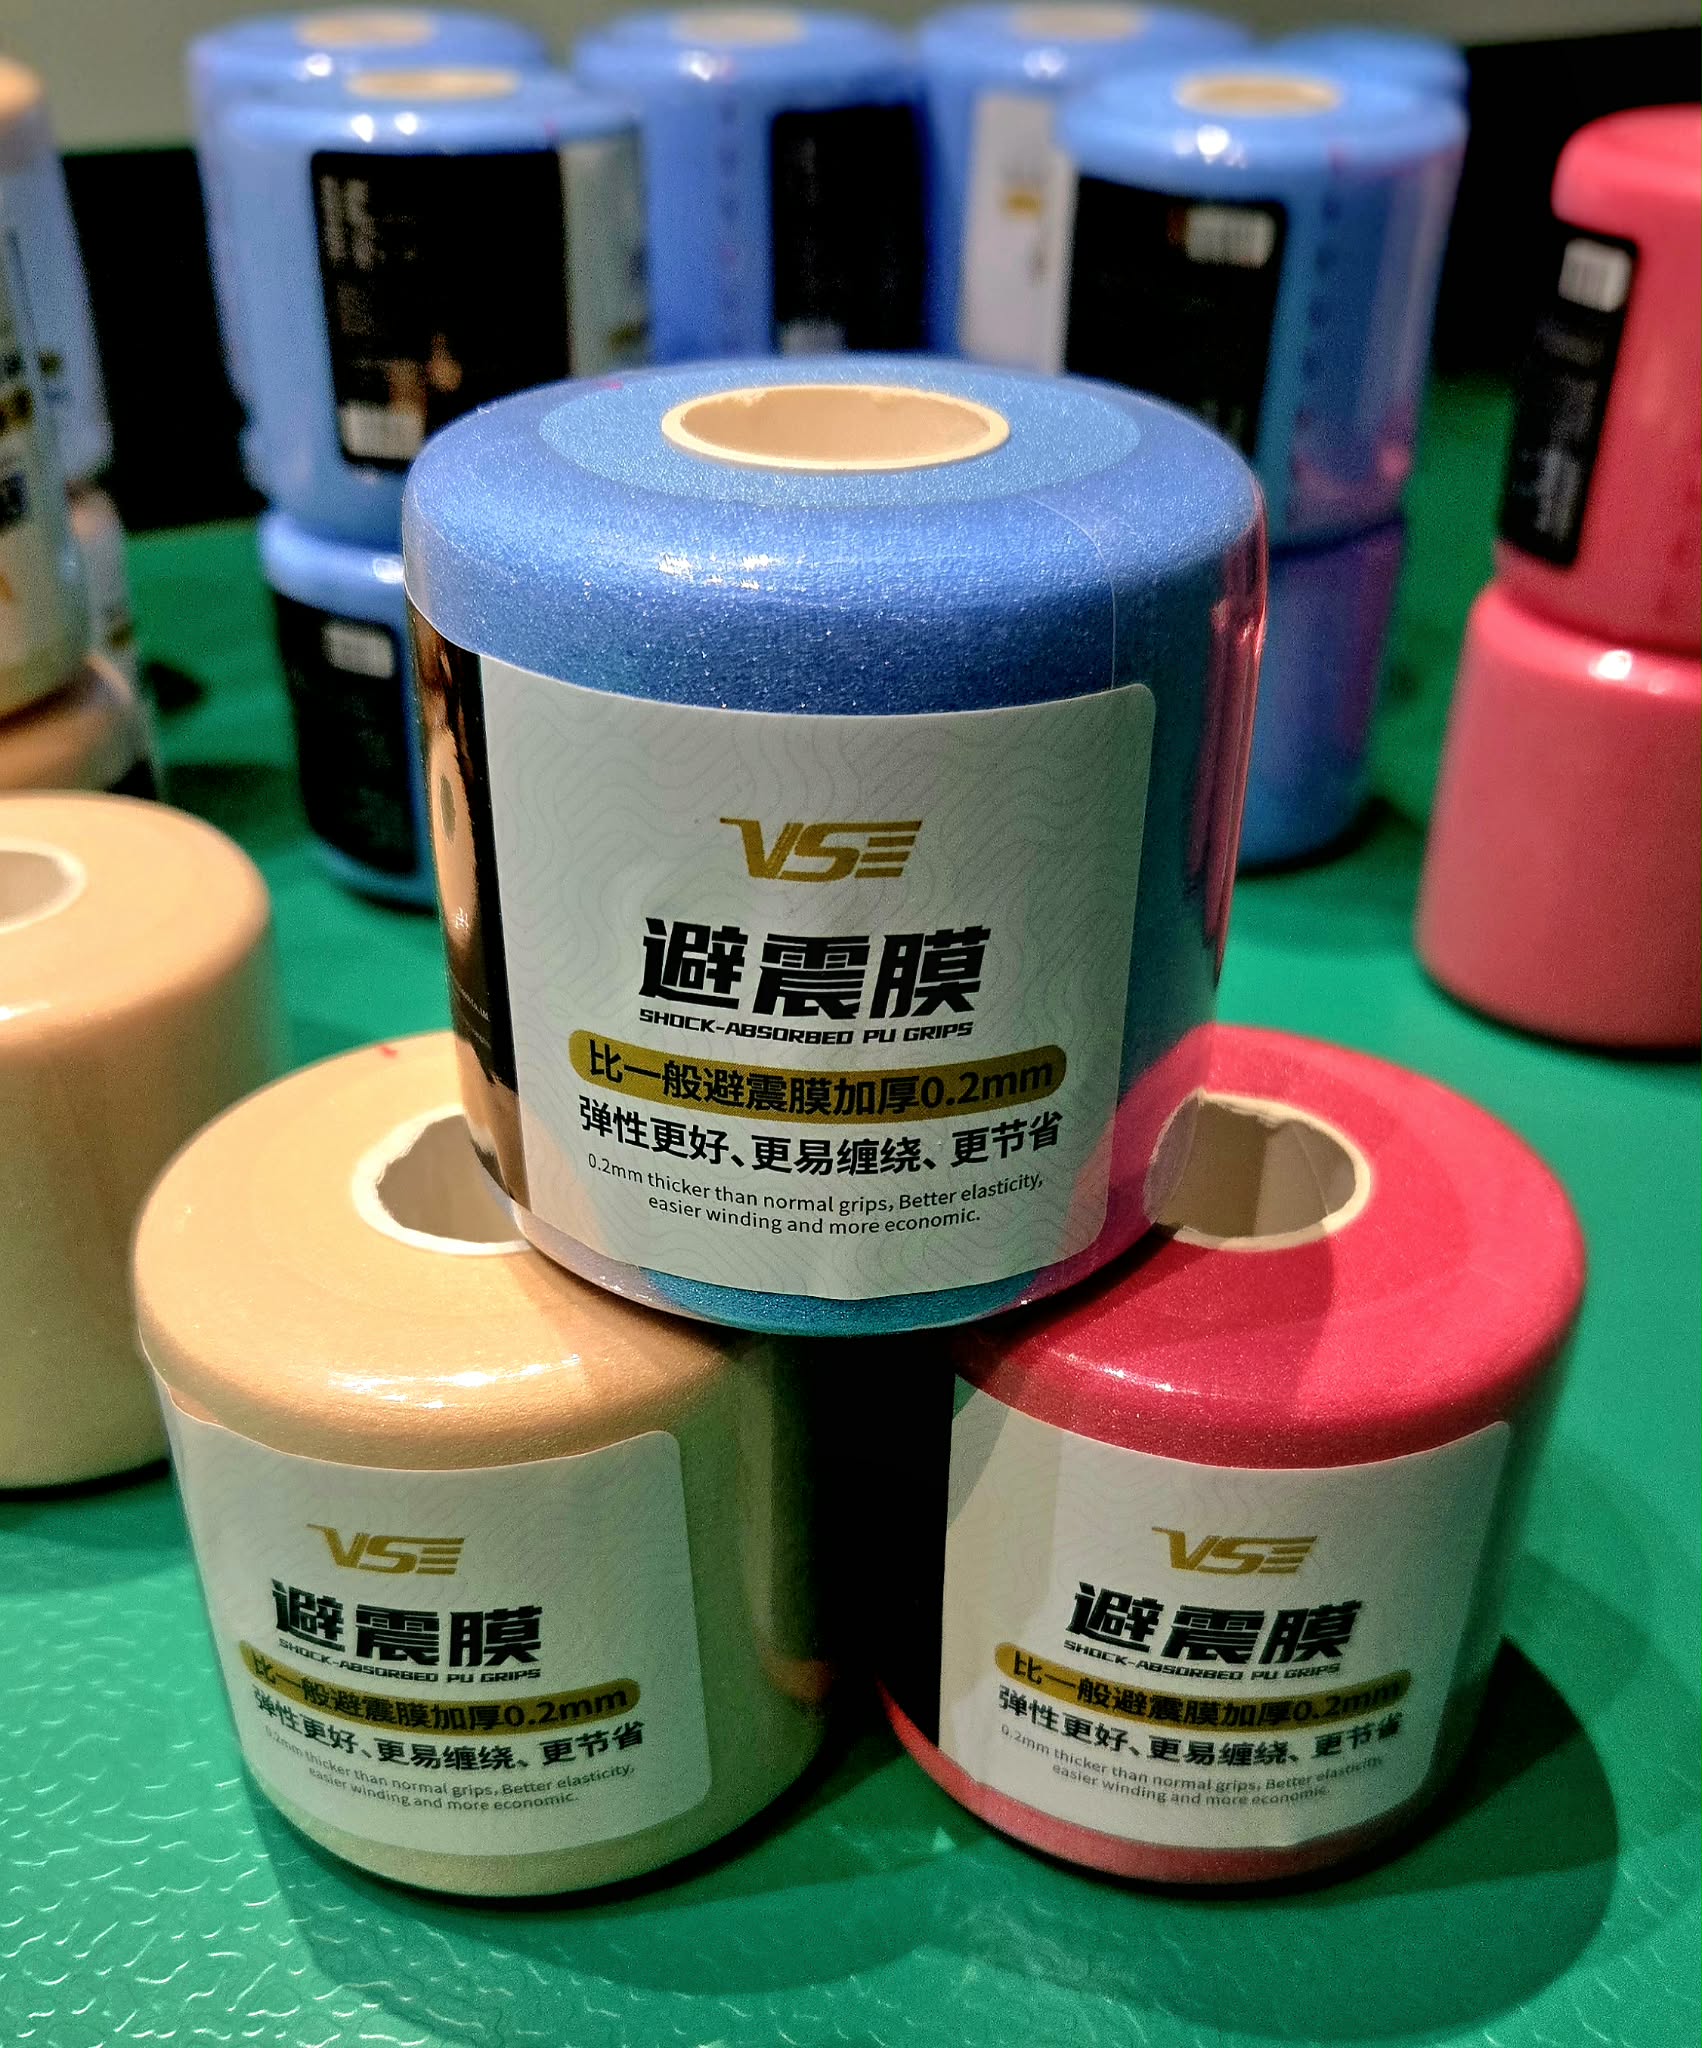 VSE
避震膜
SHOCK-ABSORBED PU GRIPS
比一般避震膜加厚0.2mm
弹性更好、更易缠绕、更节省
0.2mm thicker than normal grips, Better elasticity,
easier winding and more economic.
VSE
避震膜
SHOCK-ABSORBED PU GRIPS
比一般避震膜加厚0.2mm
弹性更好、更易缠绕、更节省
0.2mm thicker than normal grips, Better elasticity,
easier winding and more economic.
VSE
避震膜
SHOCK-ABSORBED PU GRIPS
比一般避震膜加厚0.2mm
弹性更好、更易缠绕、更节省
0.2mm thicker than normal grips, Better elasticity,
easier winding and more economic.